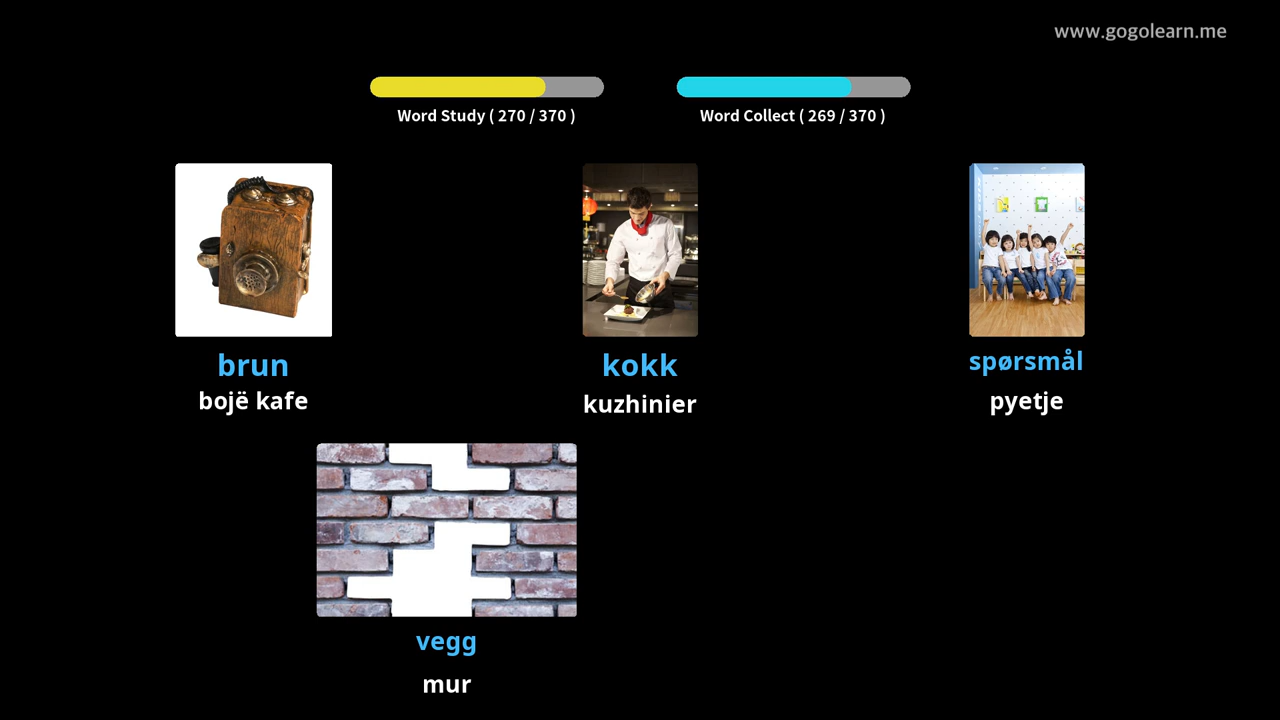 www.gogolearn.me
Word Study ( 270 / 370 )
Word Collect ( 269 / 370 )
brun
bojë kafe
kokk
kuzhinier
spørsmål
pyetje
vegg
mur